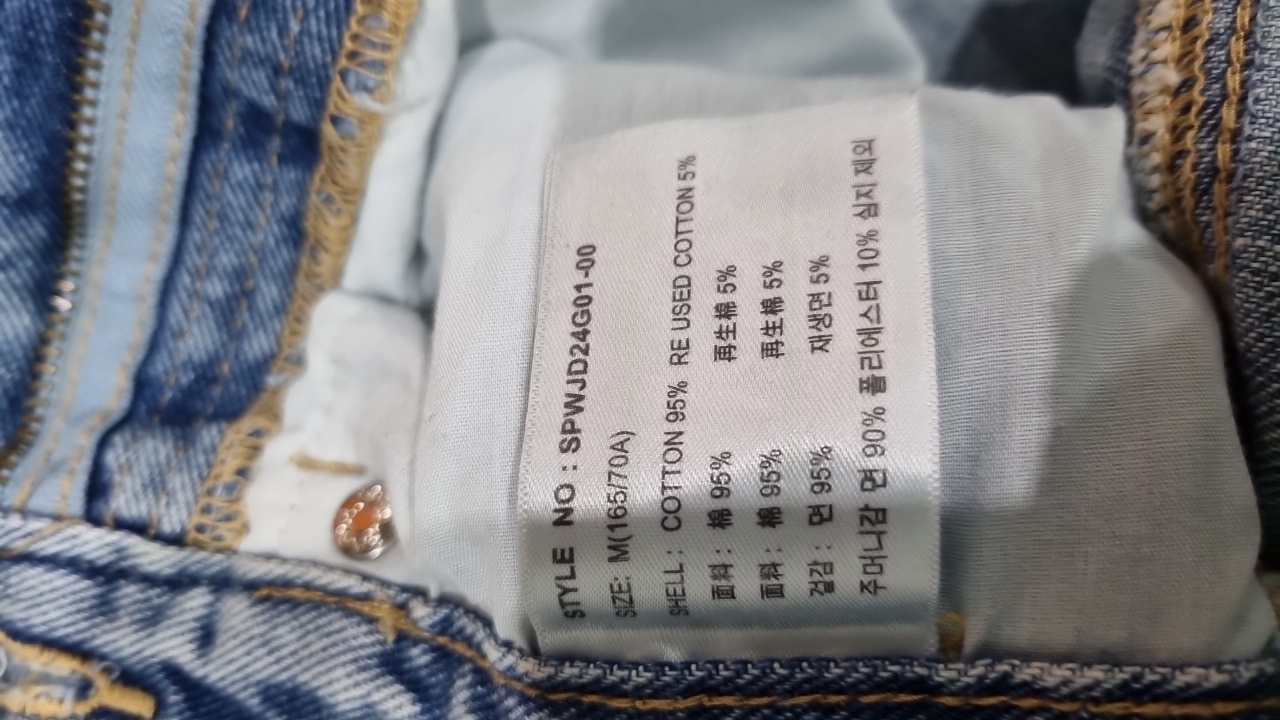 STYLE NO : SPWJD24G01-00
SIZE: M(165/70A)
SHELL : COTTON 95% RE USED COTTON 5%
面料 : 棉 95% 再生棉 5%
面料 : 棉 95% 再生棉 5%
겉감 : 면 95% 재생면 5%
주머니감 면 90% 폴리에스터 10% 심지 제외